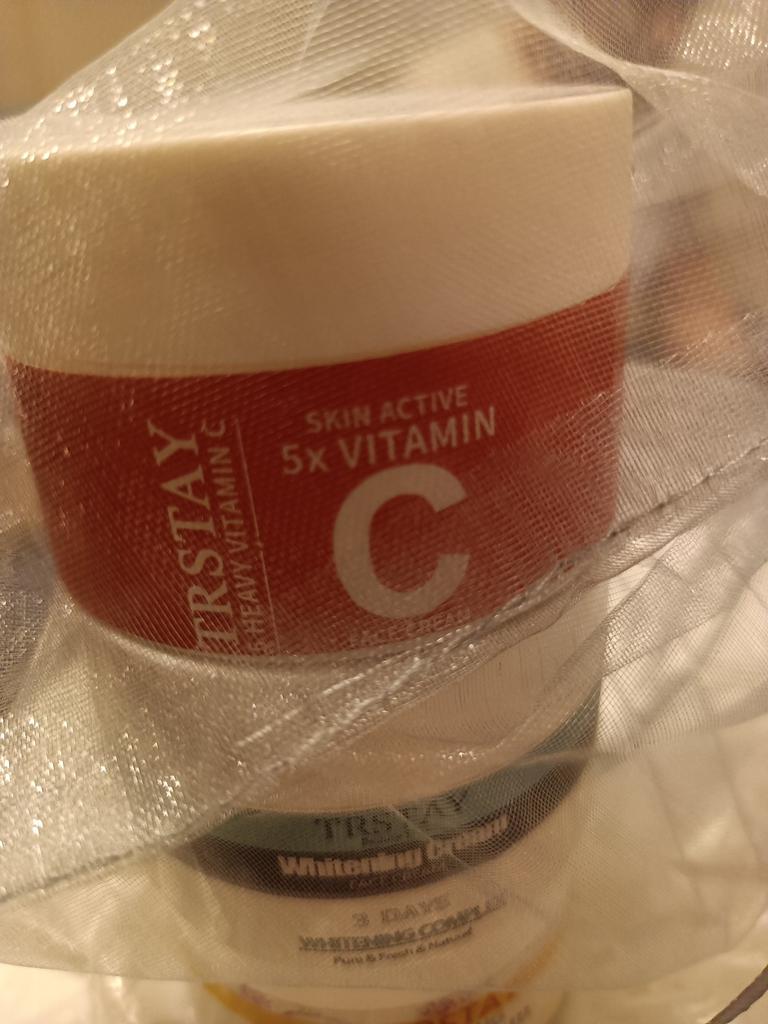 TRSTAY
HEAVY VITAMIN C
SKIN ACTIVE
5x VITAMIN
C
FACE CREAM
TRSTAY
Whitening Cream
3 DAYS
WHITENING COMPLEX
Pure & Fresh & Natural